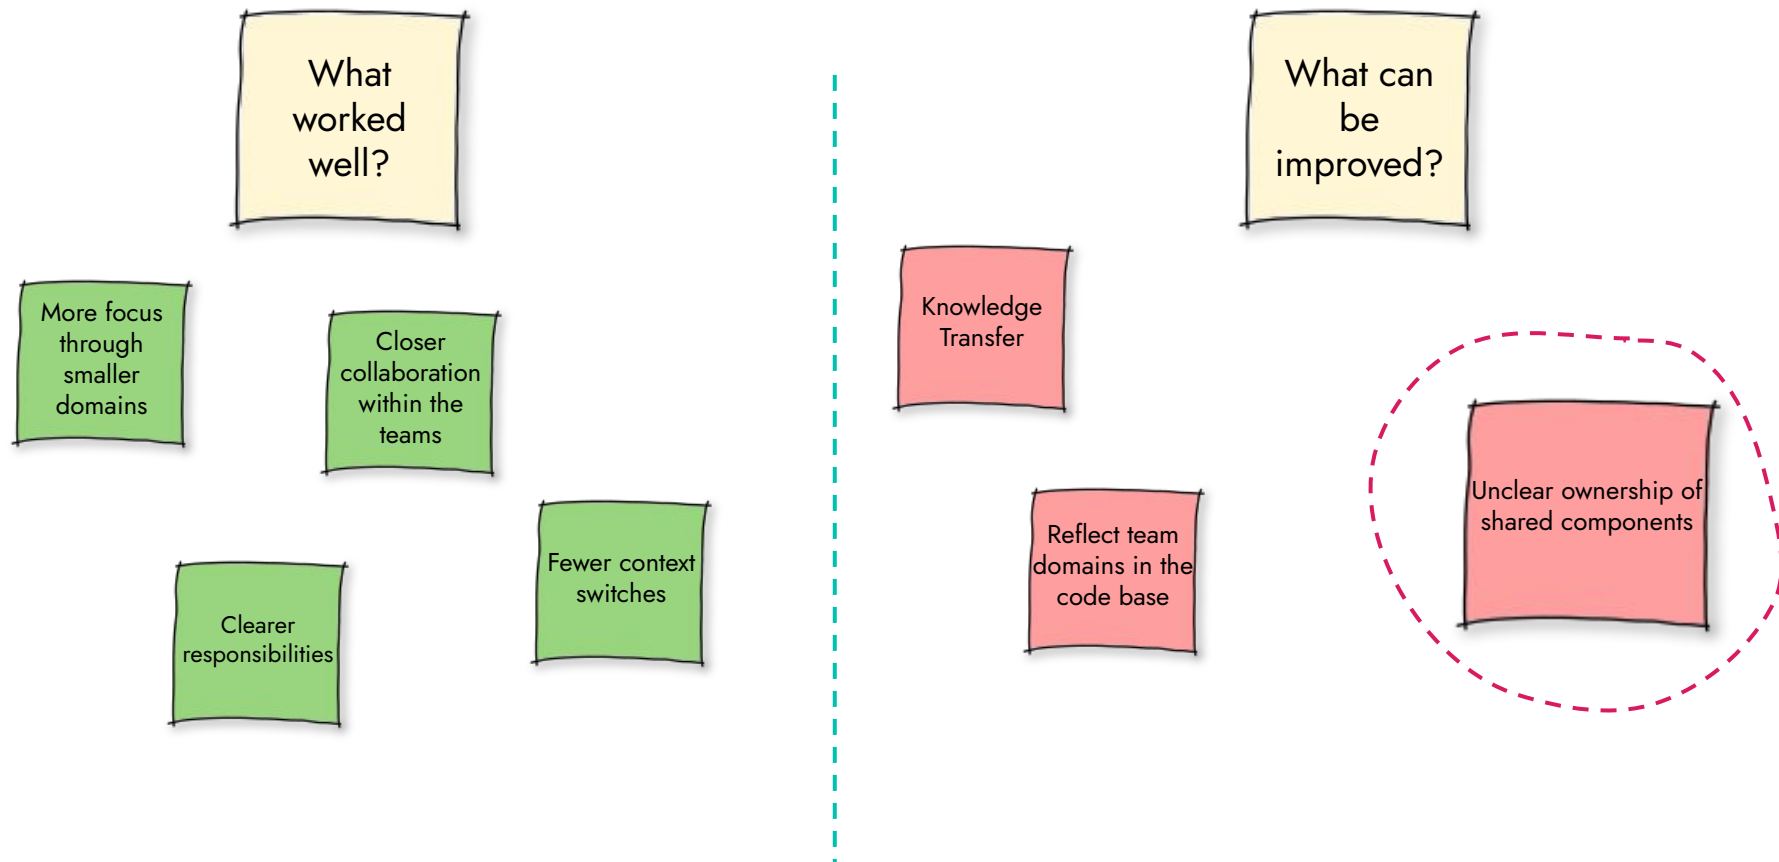 What
worked
well?
More focus
through
smaller
domains
Closer
collaboration
within the
teams
Fewer context
switches
Clearer
responsibilities
What can
be
improved?
Knowledge
Transfer
Unclear ownership of
shared components
Reflect team
domains in the
code base